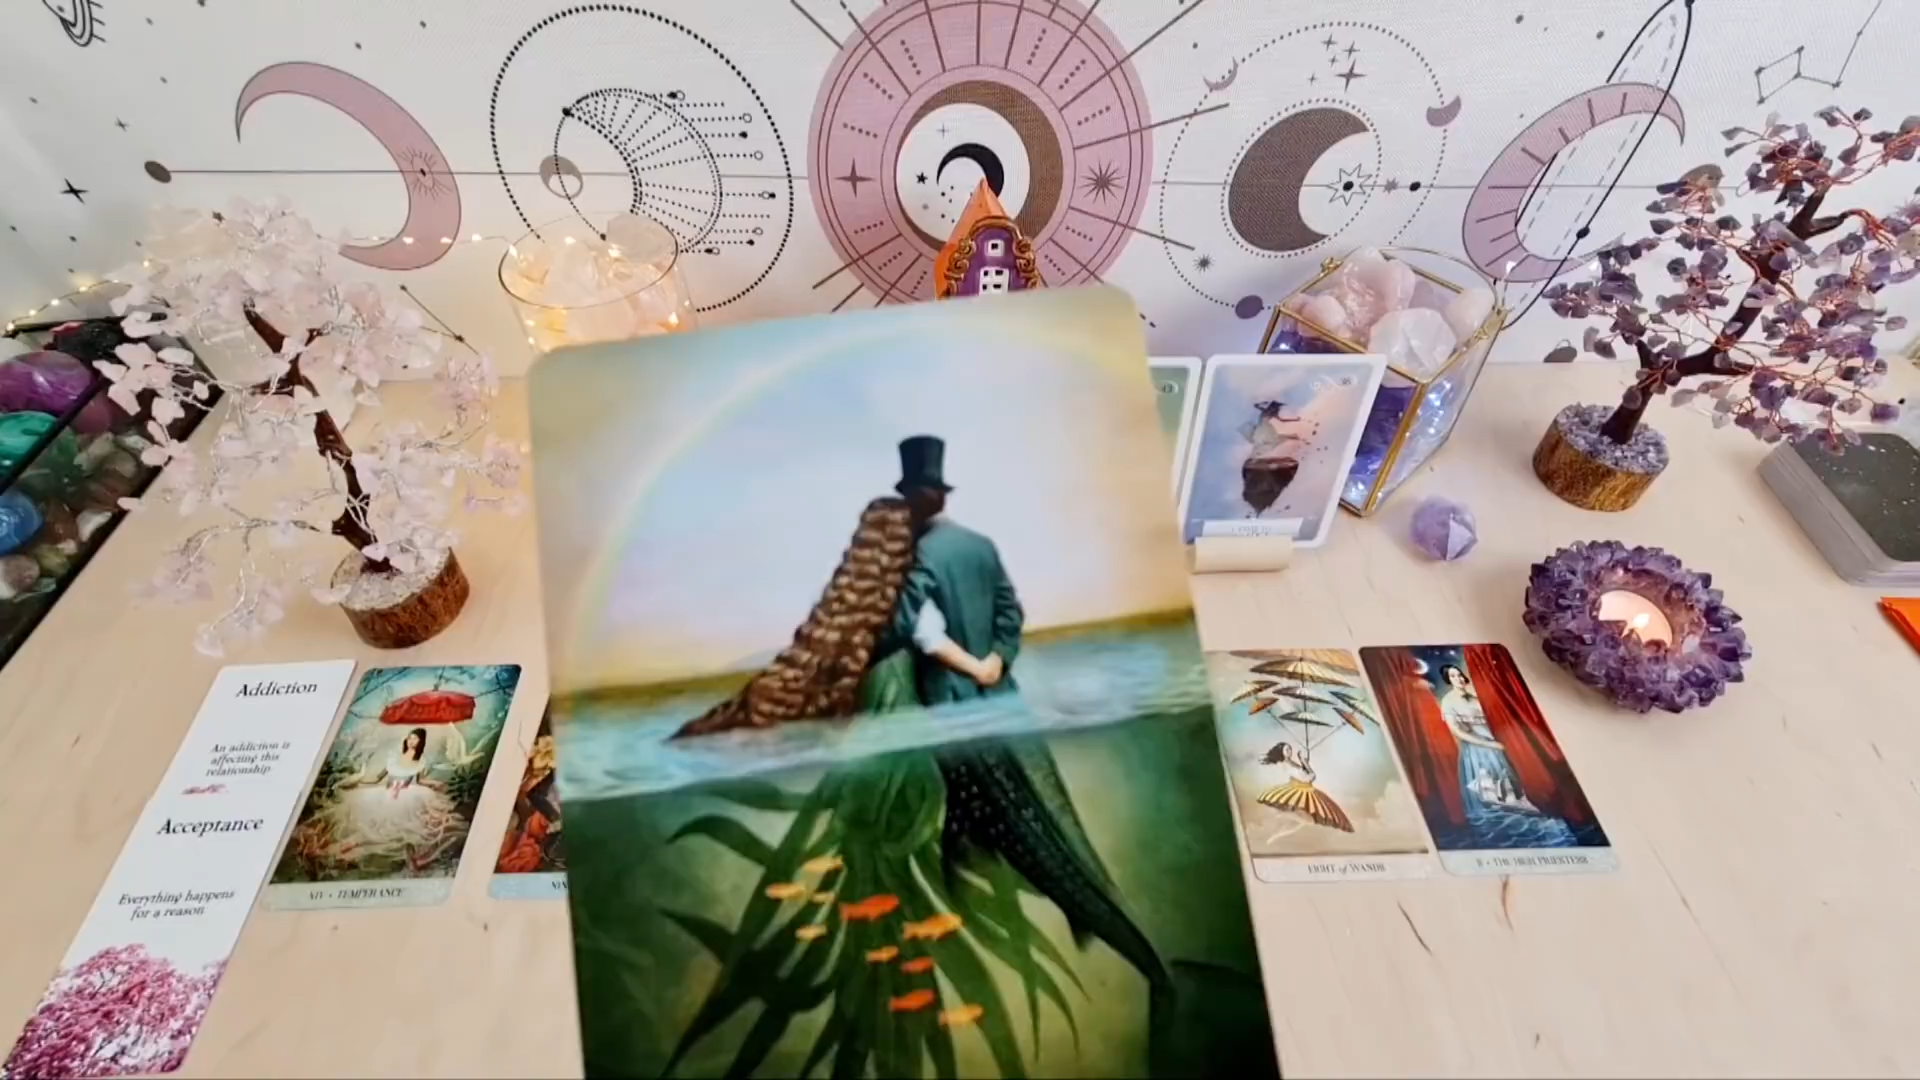 Addiction
An addiction is
affecting this
relationship
Acceptance
Everything happens
for a reason
XIV • TEMPERANCE
EIGHT of WANDS
II • THE HIGH PRIESTESS